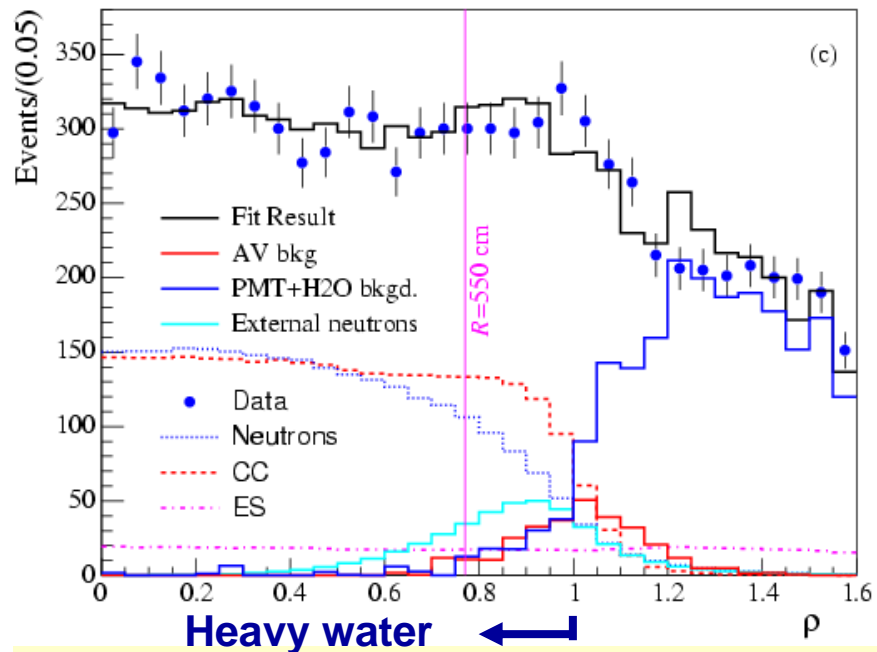 (c)
Events/(0.05)
350
300
250
200
150
100
50
0
Fit Result
AV bkg
PMT+H2O bkgd.
External neutrons
R=550 cm
Data
Neutrons
CC
ES
0 0.2 0.4 0.6 0.8 1 1.2 1.4 1.6
Heavy water
ρ